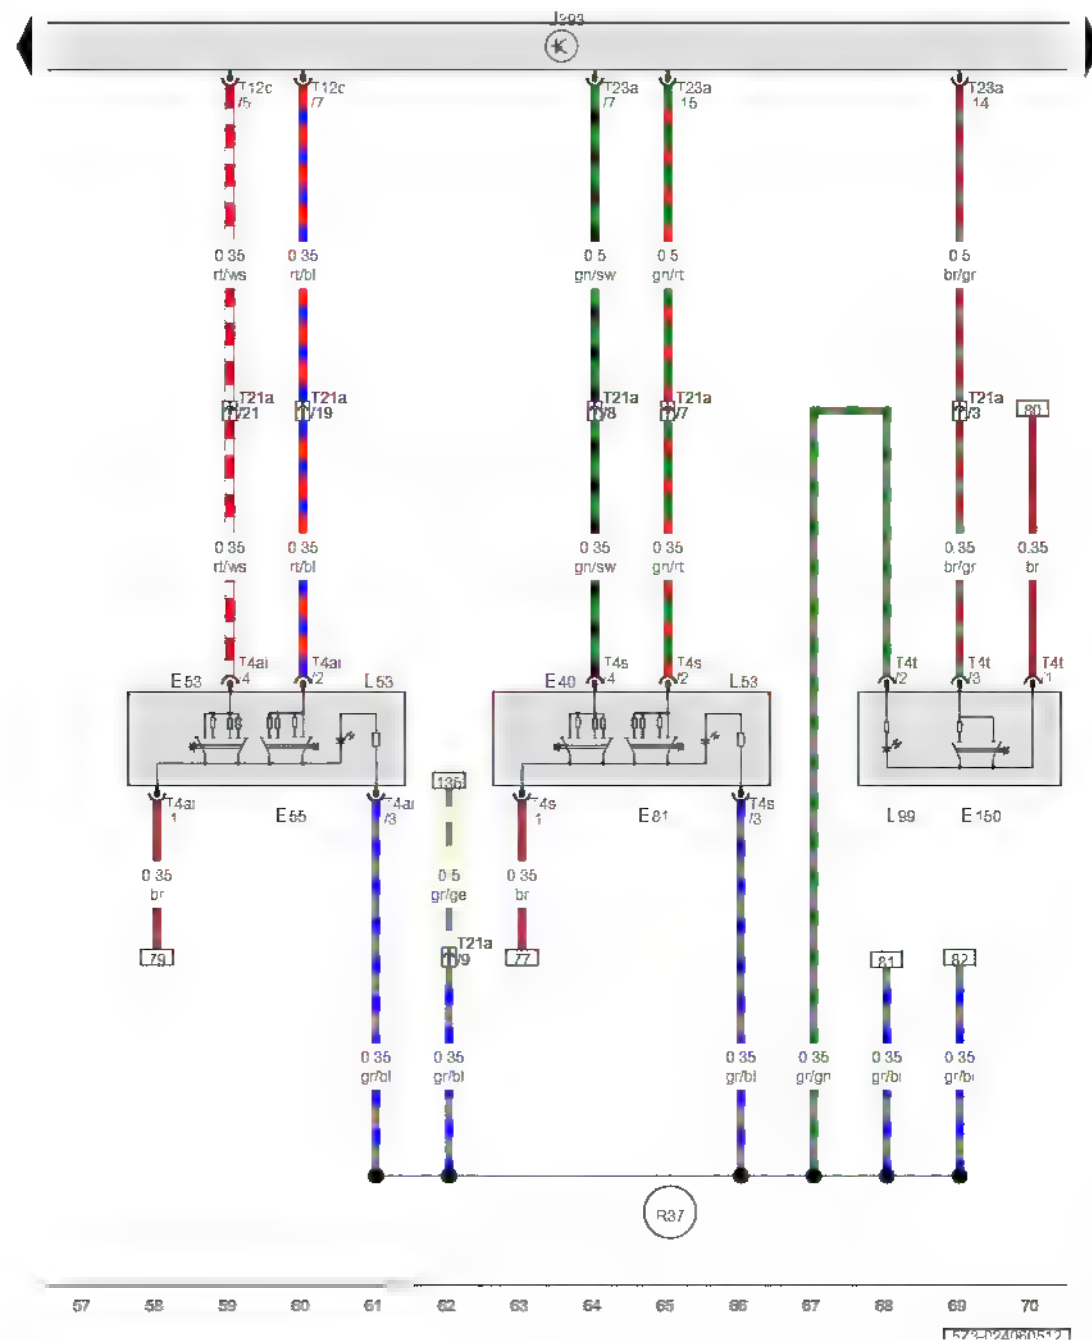 K
T12c T12c T23a T23a T23a
/5 /7 /7 15 14
0 35 0 35 0 5 0 5 0 5
rt/ws rt/bl gn/sw gn/rt br/gr
T21a T21a T21a T21a T21a 80
/21 /19 /8 /7 /3
0 35 0 35 0 35 0 35 0.35 0.35
rt/ws rt/bl gn/sw gn/rt br/gr br
T4ai T4ai T4s T4s T4t T4t T4t
E53 4 /2 L53 E40 4 /2 L53 /2 /3 1
135
T4ai T4ai T4s T4s
1 /3 E55 1 E81 /3 L99 E150
0 35 0 5 0 35
br gr/ge br
T21a
79 /9 77 81 82
0 35 0 35 0 35 0 35 0 35 0 35
gr/bl gr/bl gr/bl gr/gn
R37
57 58 59 60 61 62 63 64 65 66 67 68 69 70